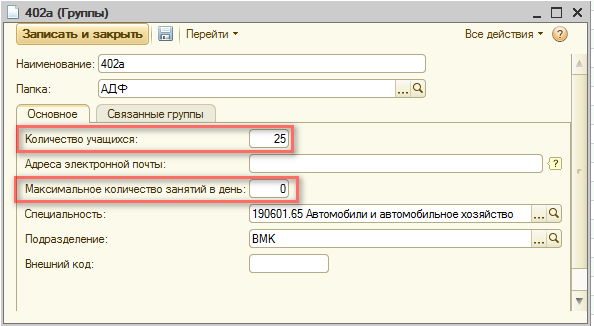 402а (Группы)
Записать и закрыть Перейти Все действия ?
Наименование: 402а
Папка: АДФ ...
Основное Связанные группы
Количество учащихся: 25
Адреса электронной почты: ?
Максимальное количество занятий в день: 0
Специальность: 190601.65 Автомобили и автомобильное хозяйство ...
Подразделение: ВМК ...
Внешний код: